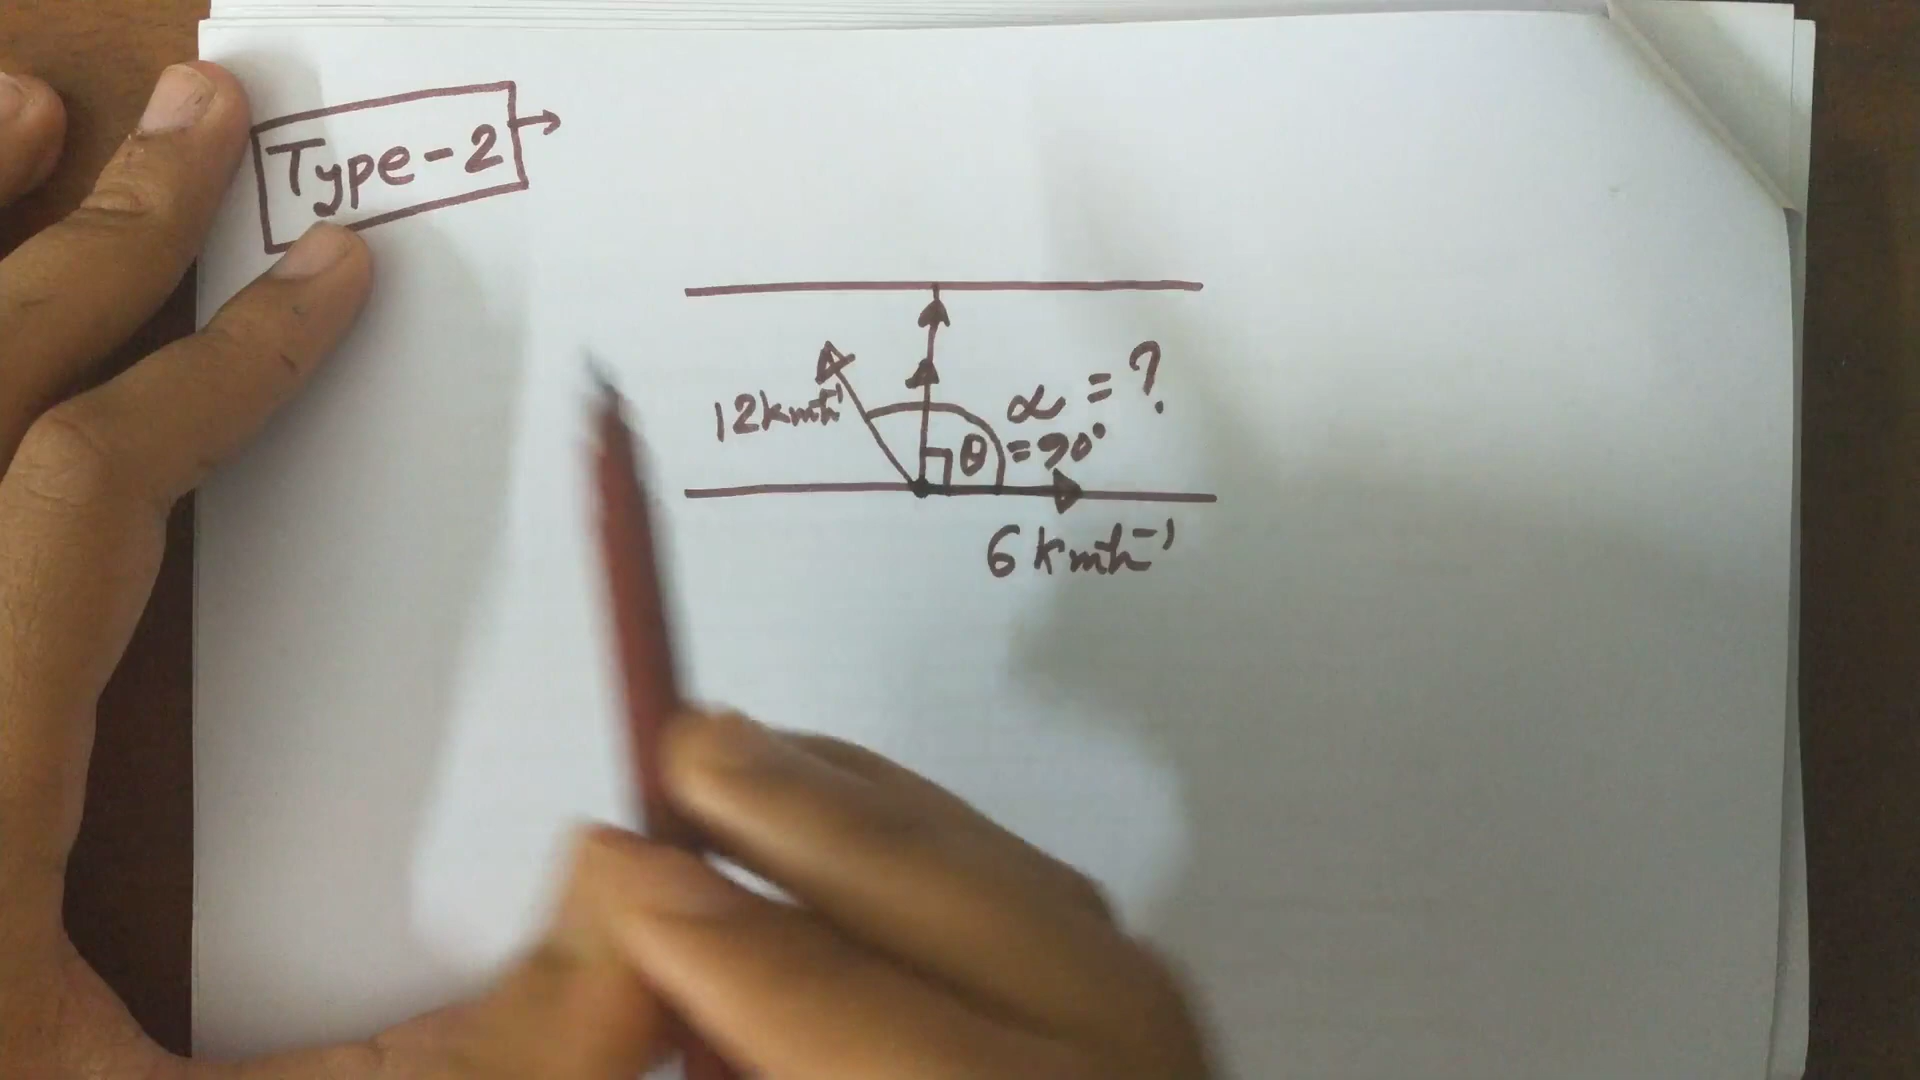 Type-2
α = ?
12kmh⁻¹
θ = 90°
6 kmh⁻¹